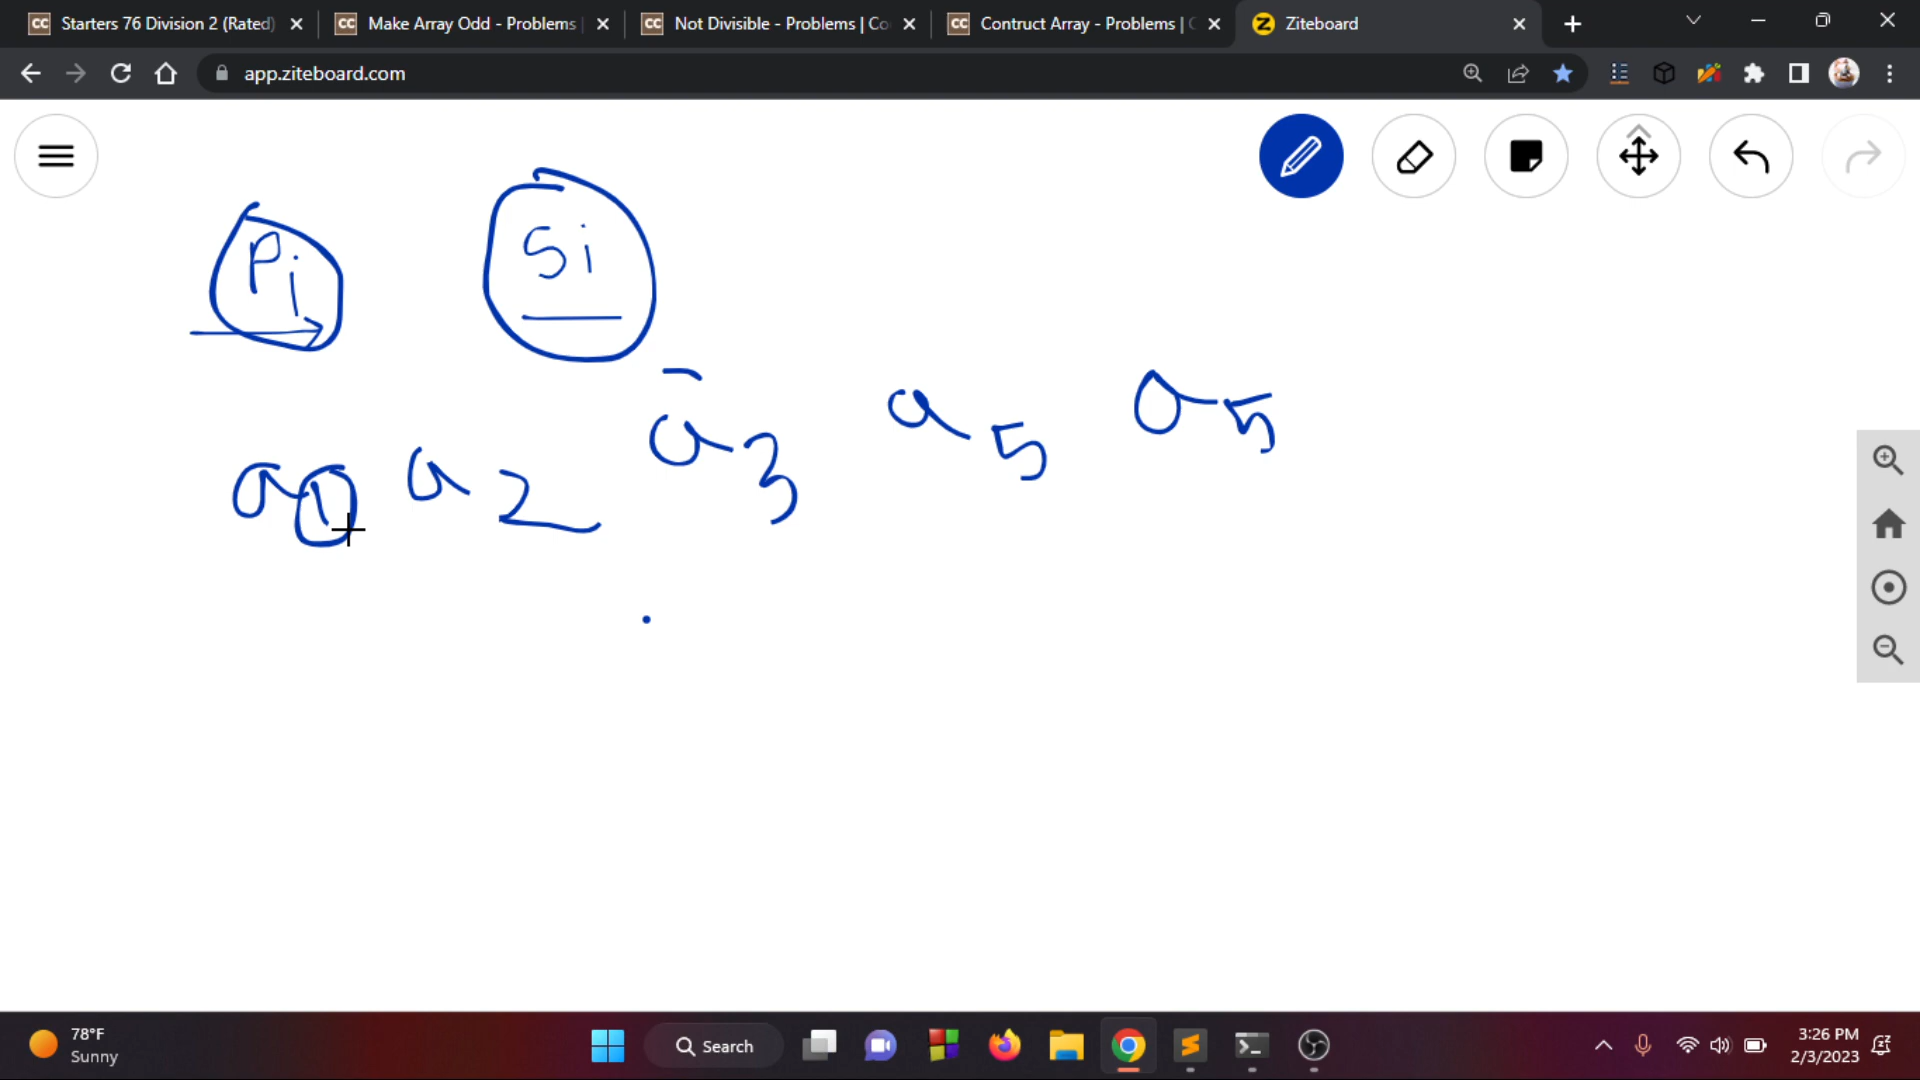 Starters 76 Division 2 (Rated)
Make Array Odd - Problems
Not Divisible - Problems | Co
Contruct Array - Problems | C
Ziteboard
app.ziteboard.com
Pi Si
a1 a2 a3 a5 a5
78°F
Sunny
Search
3:26 PM
2/3/2023